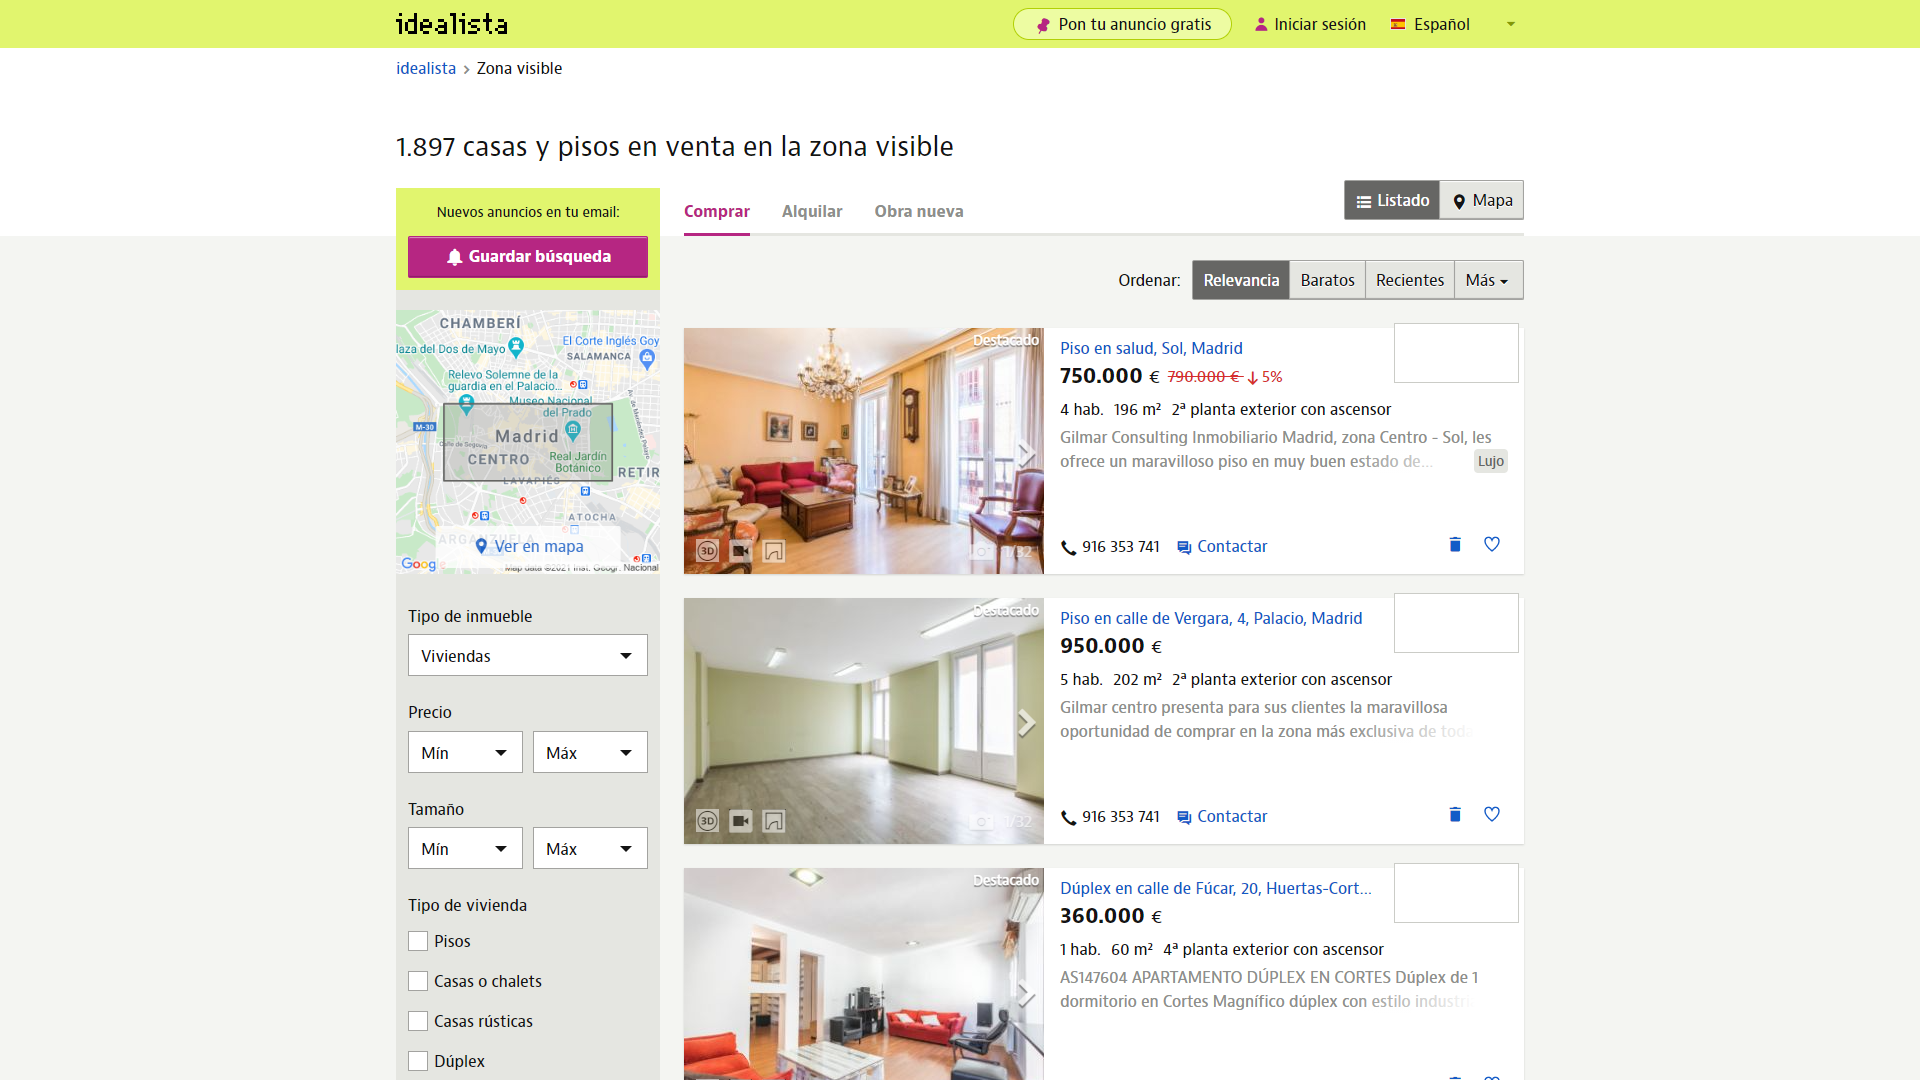 idealista
Pon tu anuncio gratis
Iniciar sesión
Español
idealista > Zona visible
1.897 casas y pisos en venta en la zona visible
Nuevos anuncios en tu email:
Guardar búsqueda
Comprar
Alquilar
Obra nueva
Listado
Mapa
Ordenar:
Relevancia
Baratos
Recientes
Más
CHAMBERÍ
laza del Dos de Mayo
El Corte Inglés Goy
SALAMANCA
Relevo Solemne de la
guardia en el Palacio...
Museo Nacional
del Prado
M-30
Madrid
CENTRO
Real Jardín
Botánico
RETIR
LAVAPIÉS
ATOCHA
ARGANZUELA
Ver en mapa
Google
Map data ©2021 Inst. Geogr. Nacional
Tipo de inmueble
Viviendas
Precio
Mín
Máx
Tamaño
Mín
Máx
Tipo de vivienda
Pisos
Casas o chalets
Casas rústicas
Dúplex
Destacado
3D
1/32
Piso en salud, Sol, Madrid
750.000 € 790.000 € 5%
4 hab. 196 m² 2ª planta exterior con ascensor
Gilmar Consulting Inmobiliario Madrid, zona Centro - Sol, les
ofrece un maravilloso piso en muy buen estado de...
Lujo
916 353 741
Contactar
Destacado
3D
1/32
Piso en calle de Vergara, 4, Palacio, Madrid
950.000 €
5 hab. 202 m² 2ª planta exterior con ascensor
Gilmar centro presenta para sus clientes la maravillosa
oportunidad de comprar en la zona más exclusiva de toda
916 353 741
Contactar
Destacado
Dúplex en calle de Fúcar, 20, Huertas-Cort...
360.000 €
1 hab. 60 m² 4ª planta exterior con ascensor
AS147604 APARTAMENTO DÚPLEX EN CORTES Dúplex de 1
dormitorio en Cortes Magnífico dúplex con estilo industri